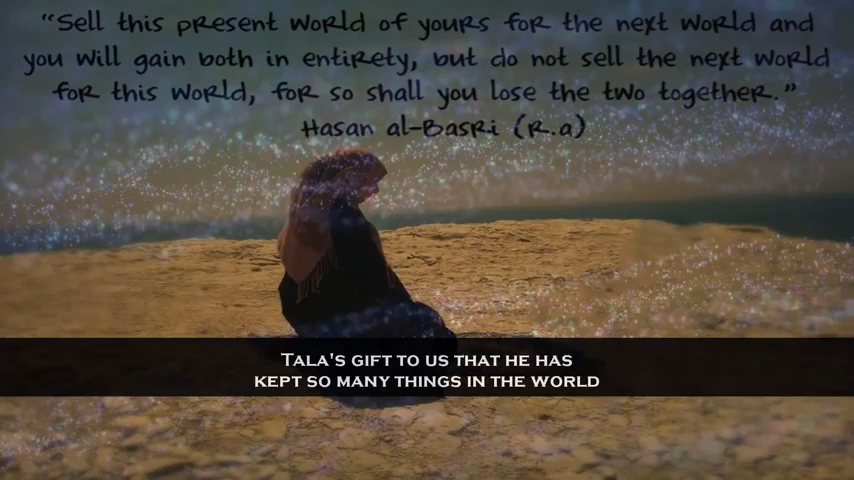 “Sell this present world of yours for the next world and
you will gain both in entirety, but do not sell the next world
for this world, for so shall you lose the two together.”
Hasan al-Basri (R.a)
TALA'S GIFT TO US THAT HE HAS
KEPT SO MANY THINGS IN THE WORLD